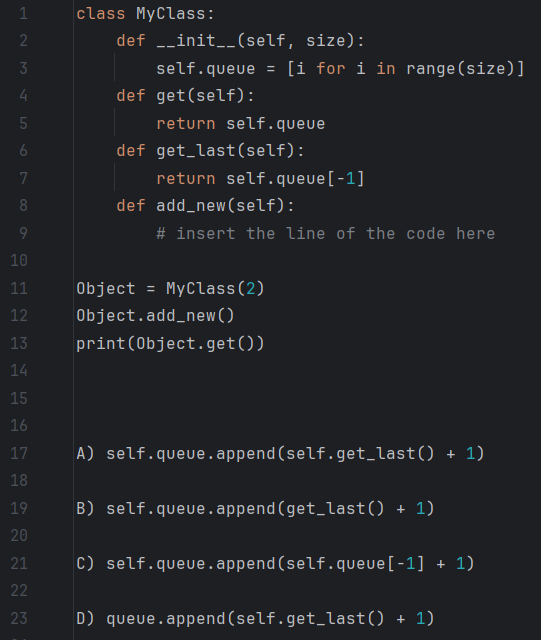 1 class MyClass:
2 def __init__(self, size):
3 self.queue = [i for i in range(size)]
4 def get(self):
5 return self.queue
6 def get_last(self):
7 return self.queue[-1]
8 def add_new(self):
9 # insert the line of the code here
10
11 Object = MyClass(2)
12 Object.add_new()
13 print(Object.get())
14
15
16
17 A) self.queue.append(self.get_last() + 1)
18
19 B) self.queue.append(get_last() + 1)
20
21 C) self.queue.append(self.queue[-1] + 1)
22
23 D) queue.append(self.get_last() + 1)